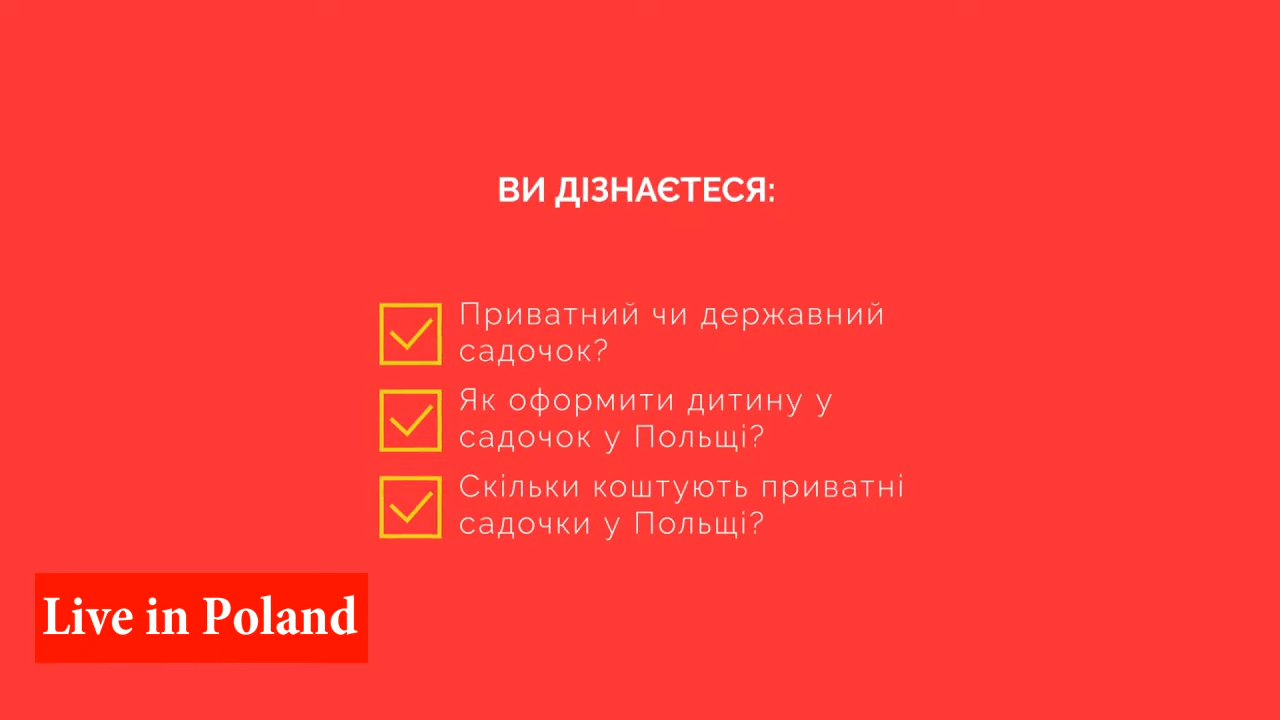 ВИ ДІЗНАЄТЕСЯ:
Приватний чи державний
садочок?
Як оформити дитину у
садочок у Польщі?
Скільки коштують приватні
садочки у Польщі?
Live in Poland